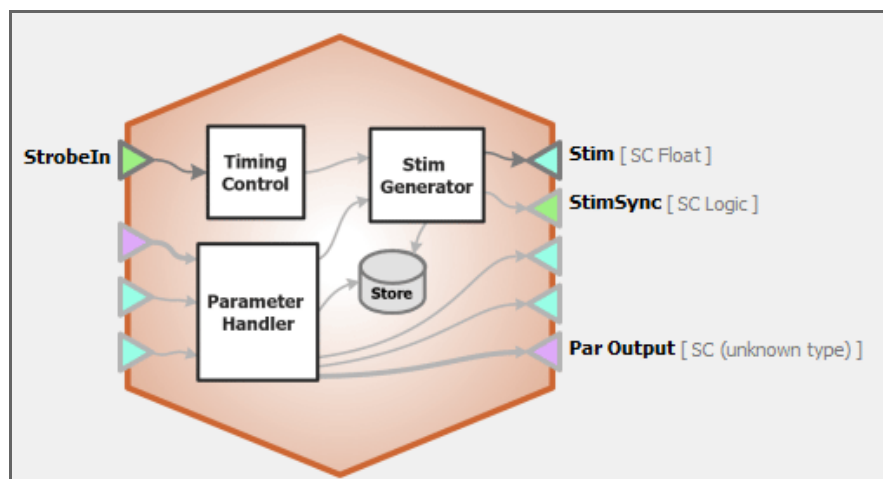 StrobeIn
Timing
Control
Stim
Generator
Stim [ SC Float ]
StimSync [ SC Logic ]
Parameter
Handler
Store
Par Output [ SC (unknown type) ]